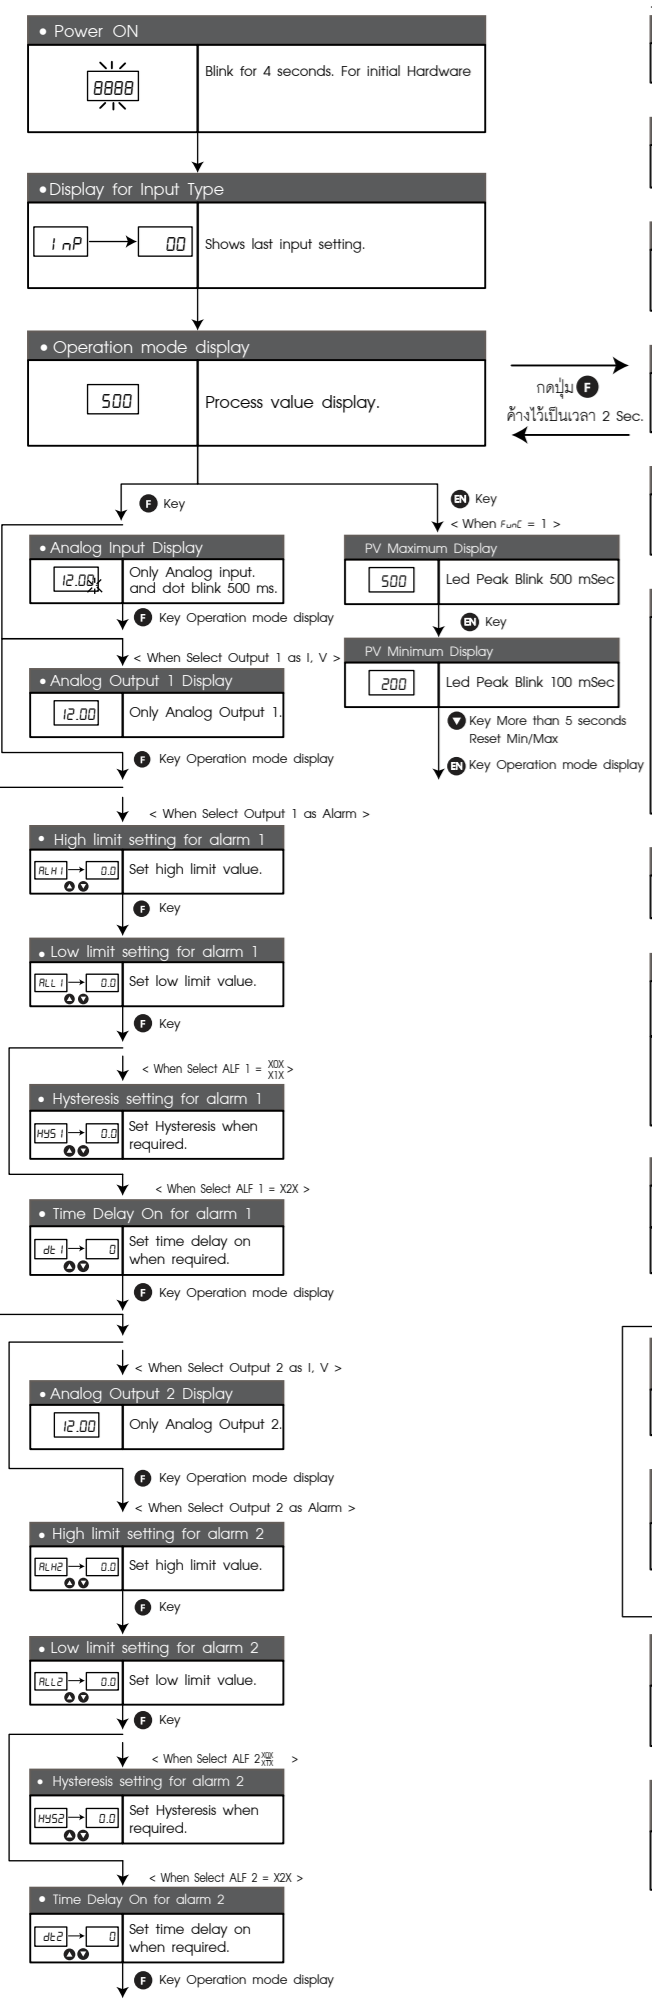 • Power ON
8888
Blink for 4 seconds. For initial Hardware
• Display for Input Type
InP
00
Shows last input setting.
• Operation mode display
500
Process value display.
กดปุ่ม F
ค้างไว้เป็นเวลา 2 Sec.
F Key
EN Key
< When FunC = 1 >
• Analog Input Display
12.00
Only Analog input.
and dot blink 500 ms.
F Key Operation mode display
PV Maximum Display
500
Led Peak Blink 500 mSec
EN Key
PV Minimum Display
200
Led Peak Blink 100 mSec
Key More than 5 seconds
Reset Min/Max
EN Key Operation mode display
< When Select Output 1 as I, V >
• Analog Output 1 Display
12.00
Only Analog Output 1.
F Key Operation mode display
< When Select Output 1 as Alarm >
• High limit setting for alarm 1
ALH1
0.0
Set high limit value.
F Key
• Low limit setting for alarm 1
ALL1
0.0
Set low limit value.
F Key
< When Select ALF 1 = X0X >
X1X
• Hysteresis setting for alarm 1
HYS1
0.0
Set Hysteresis when
required.
< When Select ALF 1 = X2X >
• Time Delay On for alarm 1
dt1
0
Set time delay on
when required.
F Key Operation mode display
< When Select Output 2 as I, V >
• Analog Output 2 Display
12.00
Only Analog Output 2.
F Key Operation mode display
< When Select Output 2 as Alarm >
• High limit setting for alarm 2
ALH2
0.0
Set high limit value.
F Key
• Low limit setting for alarm 2
ALL2
0.0
Set low limit value.
F Key
< When Select ALF 2 X0X >
X1X
• Hysteresis setting for alarm 2
HYS2
0.0
Set Hysteresis when
required.
< When Select ALF 2 = X2X >
• Time Delay On for alarm 2
dt2
0
Set time delay on
when required.
F Key Operation mode display